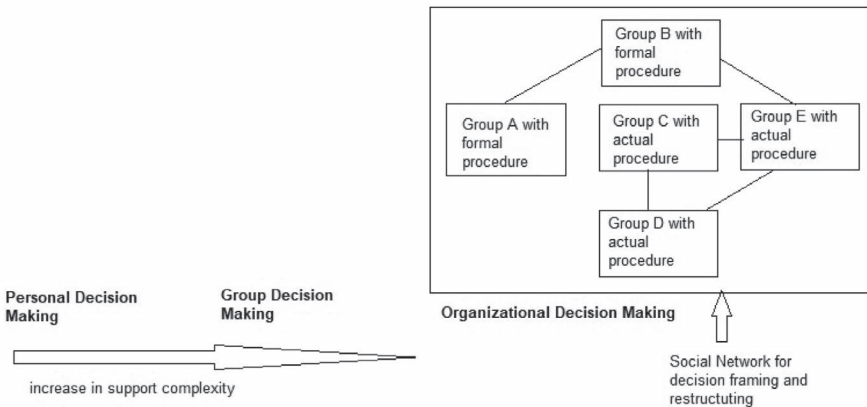 Group B with
formal
procedure
Group A with
formal
procedure
Group C with
actual
procedure
Group E with
actual
procedure
Group D with
actual
procedure
Personal Decision
Making
Group Decision
Making
Organizational Decision Making
increase in support complexity
Social Network for
decision framing and
restructuting